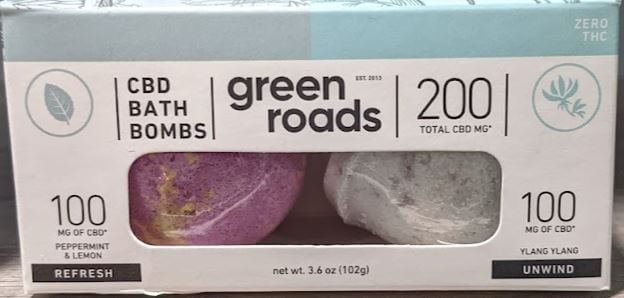 ZERO
THC
CBD
BATH
BOMBS
green
roads
EST. 2013
200
TOTAL CBD MG*
100
MG OF CBD*
PEPPERMINT
& LEMON
REFRESH
net wt. 3.6 oz (102g)
100
MG OF CBD*
YLANG YLANG
UNWIND